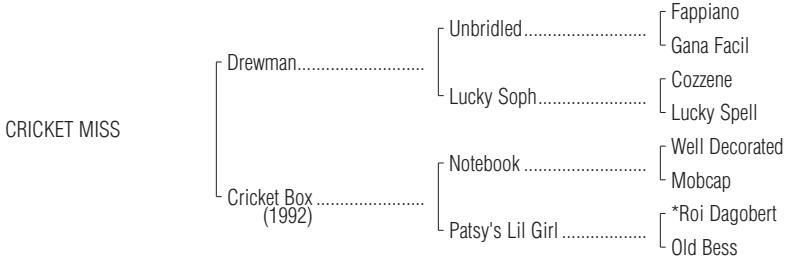 Fappiano
Unbridled..........................
Gana Facil
Drewman...........................
Cozzene
Lucky Soph.......................
Lucky Spell
CRICKET MISS
Well Decorated
Notebook ..........................
Mobcap
Cricket Box .......................
(1992)
*Roi Dagobert
Patsy's Lil Girl ..................
Old Bess